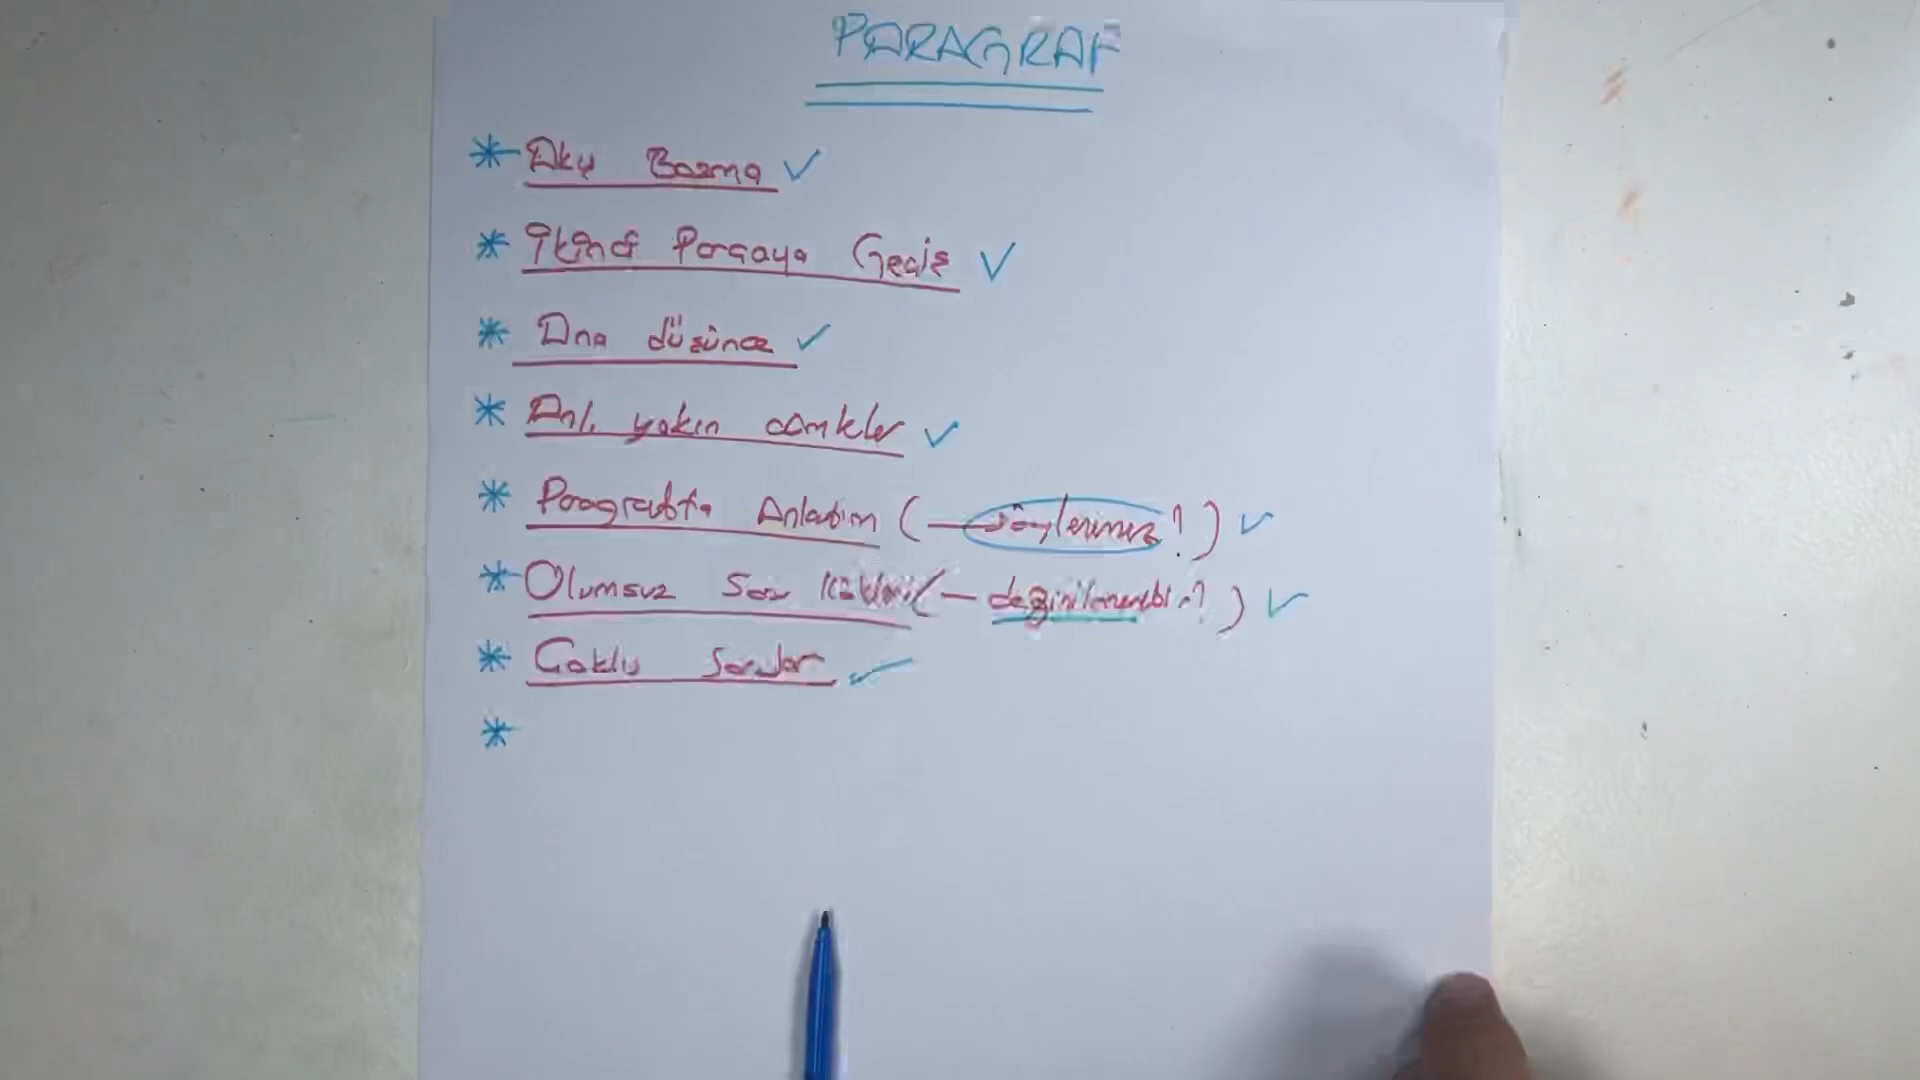 PARAGRAF
* Akış Bozma ✓
* İkinci Parçaya Geçiş ✓
* Ana düşünce ✓
* Anl. yakın cümleler ✓
* Paragrafta Anlatım ( — söylenemez? ) ✓
* Olumsuz Soru ( — değinilmemiştir? ) ✓
* Çoklu Sorular ✓
*